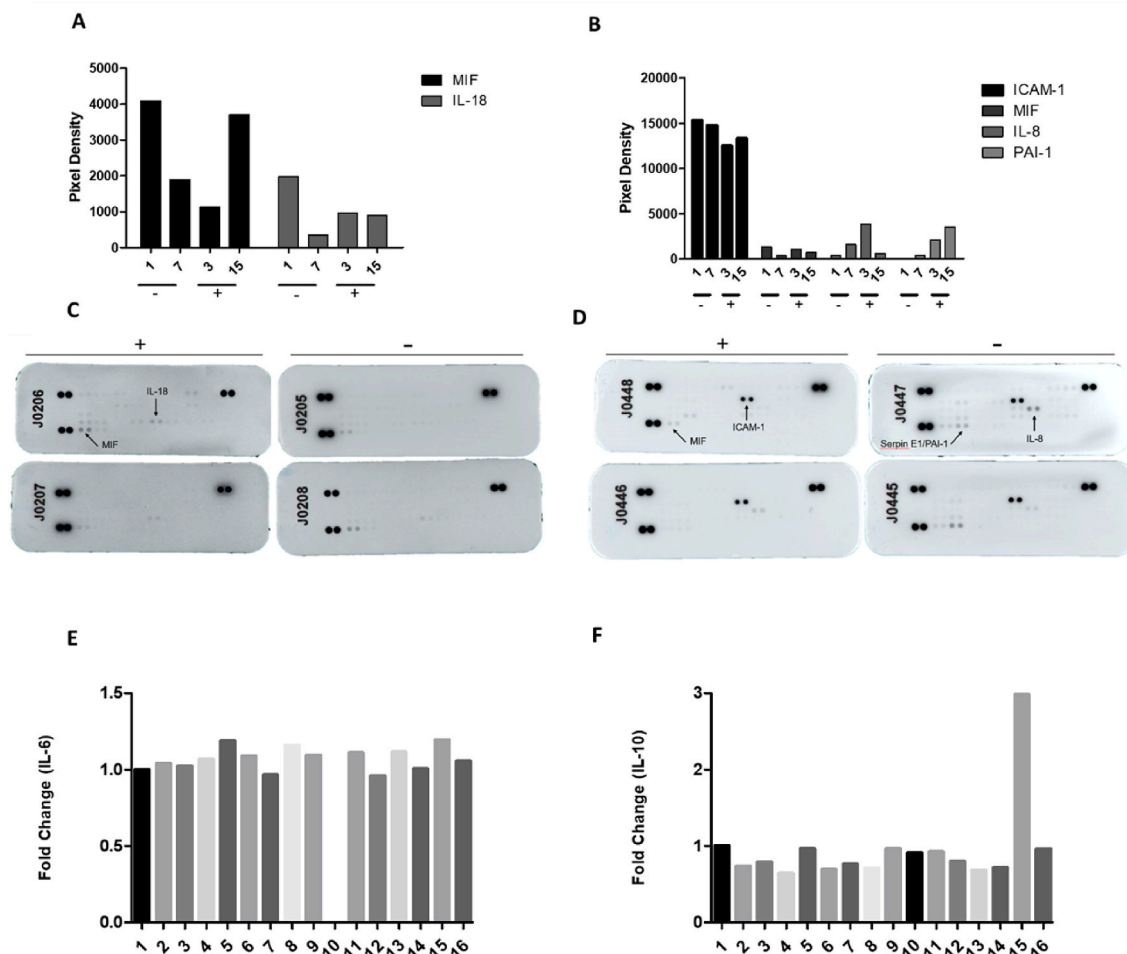 A
5000
4000
3000
2000
1000
0
Pixel Density
MIF
IL-18
1 7 3 15 1 7 3 15
- + - +
B
20000
15000
10000
5000
0
Pixel Density
ICAM-1
MIF
IL-8
PAI-1
1 7 3 15 1 7 3 15 1 7 3 15 1 7 3 15
- + - + - + - +
C
+ −
J0206
IL-18
MIF
J0205
J0207
J0208
D
+ −
J0448
ICAM-1
MIF
J0447
Serpin E1/PAI-1
IL-8
J0446
J0445
E
1.5
1.0
0.5
0.0
Fold Change (IL-6)
1 2 3 4 5 6 7 8 9 10 11 12 13 14 15 16
F
3
2
1
0
Fold Change (IL-10)
1 2 3 4 5 6 7 8 9 10 11 12 13 14 15 16